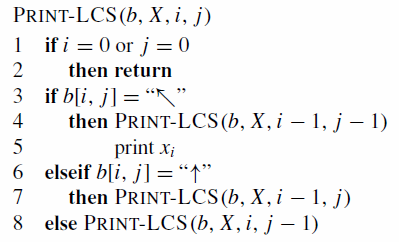 PRINT-LCS(b, X, i, j)
1 if i = 0 or j = 0
2 then return
3 if b[i, j] = “↖”
4 then PRINT-LCS(b, X, i − 1, j − 1)
5 print xᵢ
6 elseif b[i, j] = “↑”
7 then PRINT-LCS(b, X, i − 1, j)
8 else PRINT-LCS(b, X, i, j − 1)